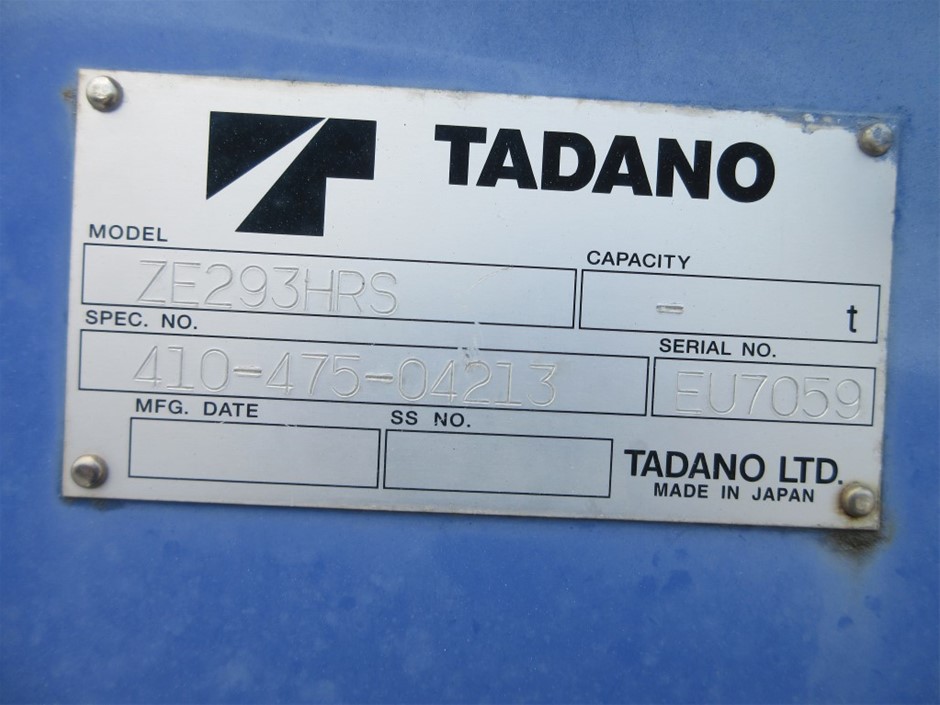 TADANO
MODEL
ZE293HRS
CAPACITY
- t
SPEC. NO.
410-475-04213
SERIAL NO.
EU7059
MFG. DATE
SS NO.
TADANO LTD.
MADE IN JAPAN